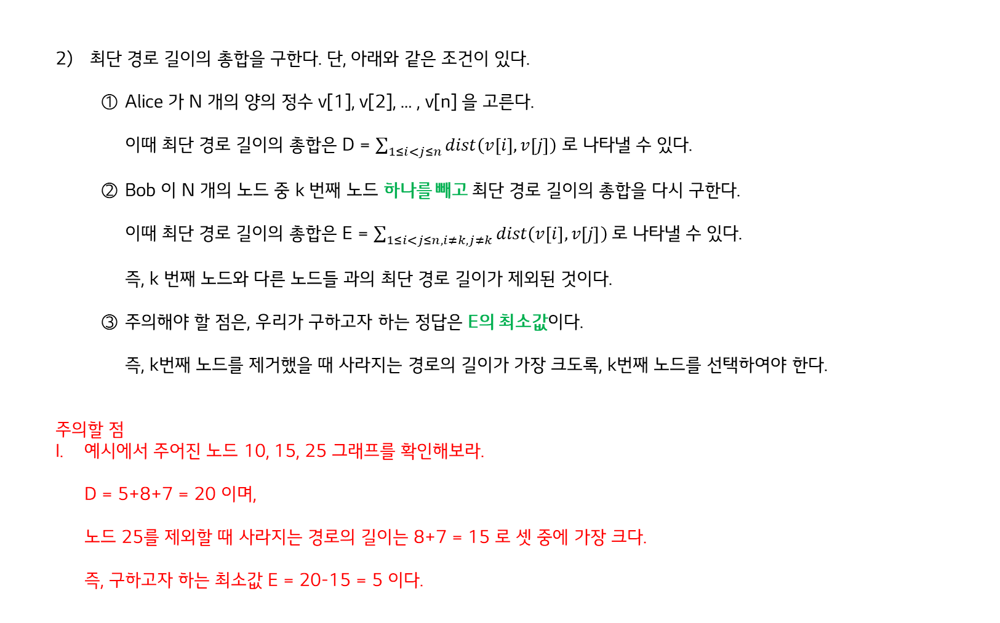 2) 최단 경로 길이의 총합을 구한다. 단, 아래와 같은 조건이 있다.
① Alice 가 N 개의 양의 정수 v[1], v[2], ... , v[n] 을 고른다.
이때 최단 경로 길이의 총합은 D = ∑1≤i<j≤n dist(v[i], v[j]) 로 나타낼 수 있다.
② Bob 이 N 개의 노드 중 k 번째 노드 하나를 빼고 최단 경로 길이의 총합을 다시 구한다.
이때 최단 경로 길이의 총합은 E = ∑1≤i<j≤n,i≠k,j≠k dist(v[i], v[j]) 로 나타낼 수 있다.
즉, k 번째 노드와 다른 노드들 과의 최단 경로 길이가 제외된 것이다.
③ 주의해야 할 점은, 우리가 구하고자 하는 정답은 E의 최소값이다.
즉, k번째 노드를 제거했을 때 사라지는 경로의 길이가 가장 크도록, k번째 노드를 선택하여야 한다.
주의할 점
I. 예시에서 주어진 노드 10, 15, 25 그래프를 확인해보라.
D = 5+8+7 = 20 이며,
노드 25를 제외할 때 사라지는 경로의 길이는 8+7 = 15 로 셋 중에 가장 크다.
즉, 구하고자 하는 최소값 E = 20-15 = 5 이다.